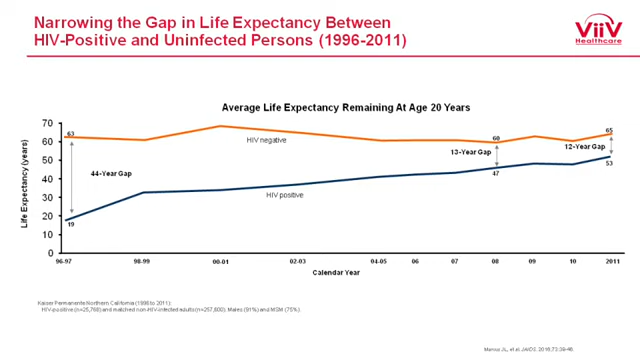 Narrowing the Gap in Life Expectancy Between
HIV-Positive and Uninfected Persons (1996-2011)
ViiV
Healthcare
Average Life Expectancy Remaining At Age 20 Years
Life Expectancy (years)
70
60
50
40
30
20
10
0
63
HIV negative
60
65
44-Year Gap
13-Year Gap
12-Year Gap
47
53
HIV positive
19
96-97
98-99
00-01
02-03
04-05
06
07
08
09
10
2011
Calendar Year
Kaiser Permanente Northern California (1996 to 2011):
HIV-positive (n=25,768) and matched non-HIV-infected adults (n=257,600). Males (91%) and MSM (75%).
Marcus JL, et al. JAIDS. 2016;73:39-46.